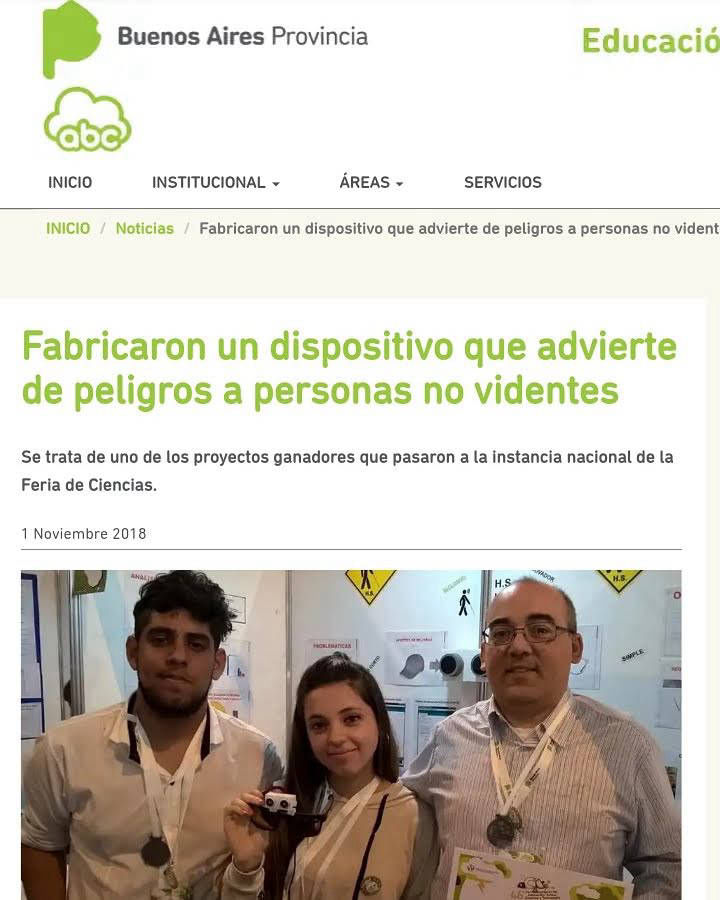 Buenos Aires Provincia
Educació
abc
INICIO INSTITUCIONAL ÁREAS SERVICIOS
INICIO / Noticias / Fabricaron un dispositivo que advierte de peligros a personas no vident
Fabricaron un dispositivo que advierte
de peligros a personas no videntes
Se trata de uno de los proyectos ganadores que pasaron a la instancia nacional de la
Feria de Ciencias.
1 Noviembre 2018
H.S.
H.S.
H.S.
PROBLEMATICAS
SIMPLE